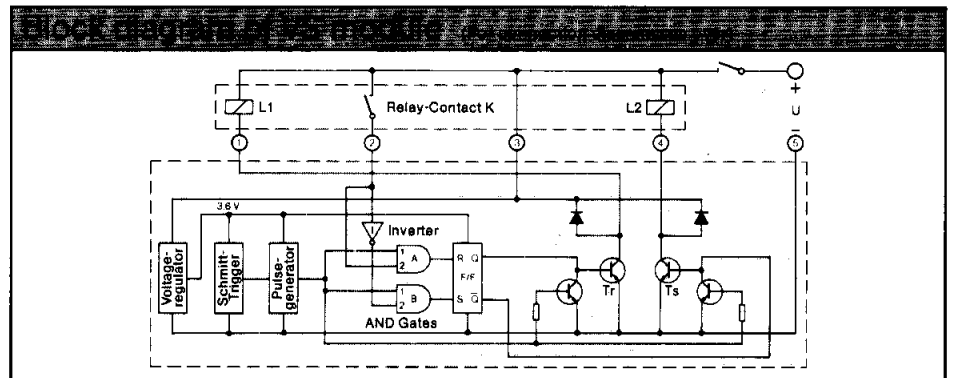 Block diagram of VS module
L1
Relay-Contact K
L2
+
U
–
1
2
3
4
5
3.6 V
Voltage-
regulator
Schmitt-
Trigger
Pulse-
generator
I
Inverter
1
2
A
1
2
B
AND Gates
R Q
F/F
S Q̅
Tr
Ts